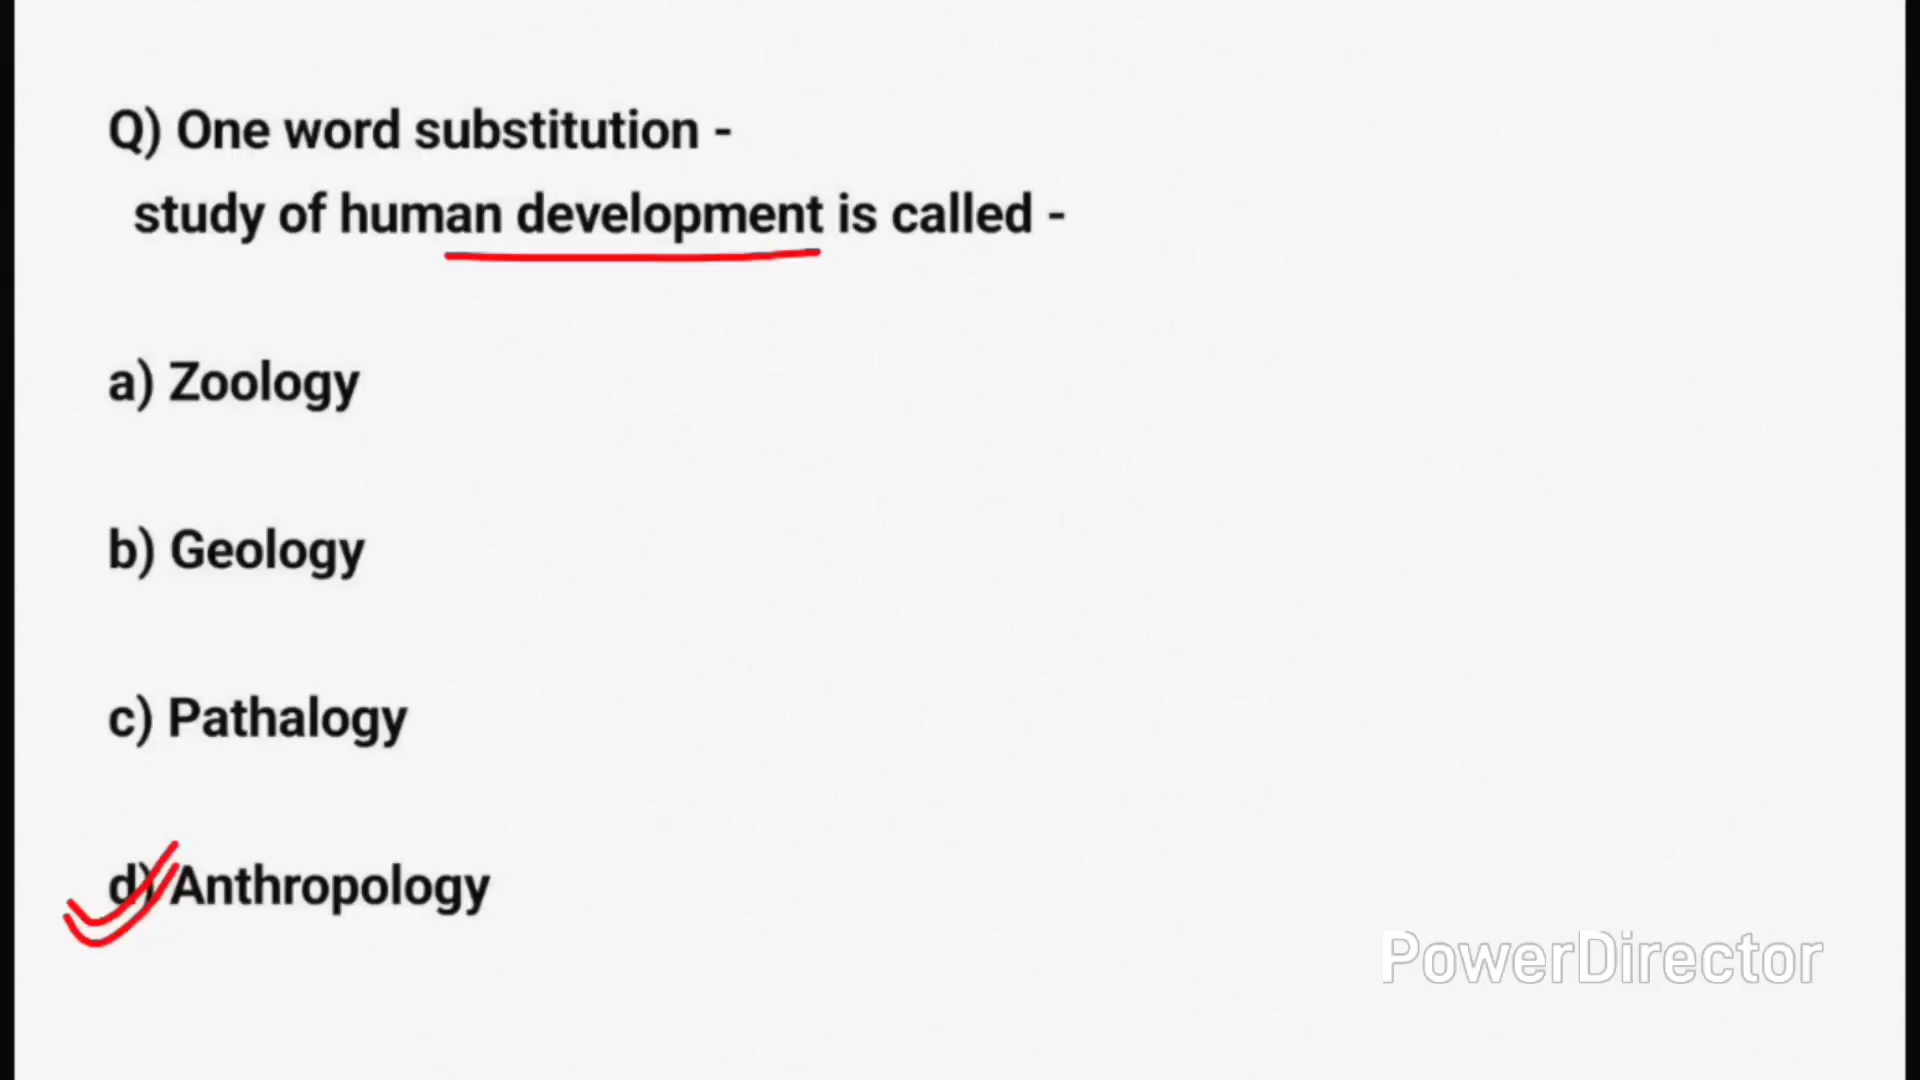 Q) One word substitution -
study of human development is called -
a) Zoology
b) Geology
c) Pathalogy
d) Anthropology
PowerDirector